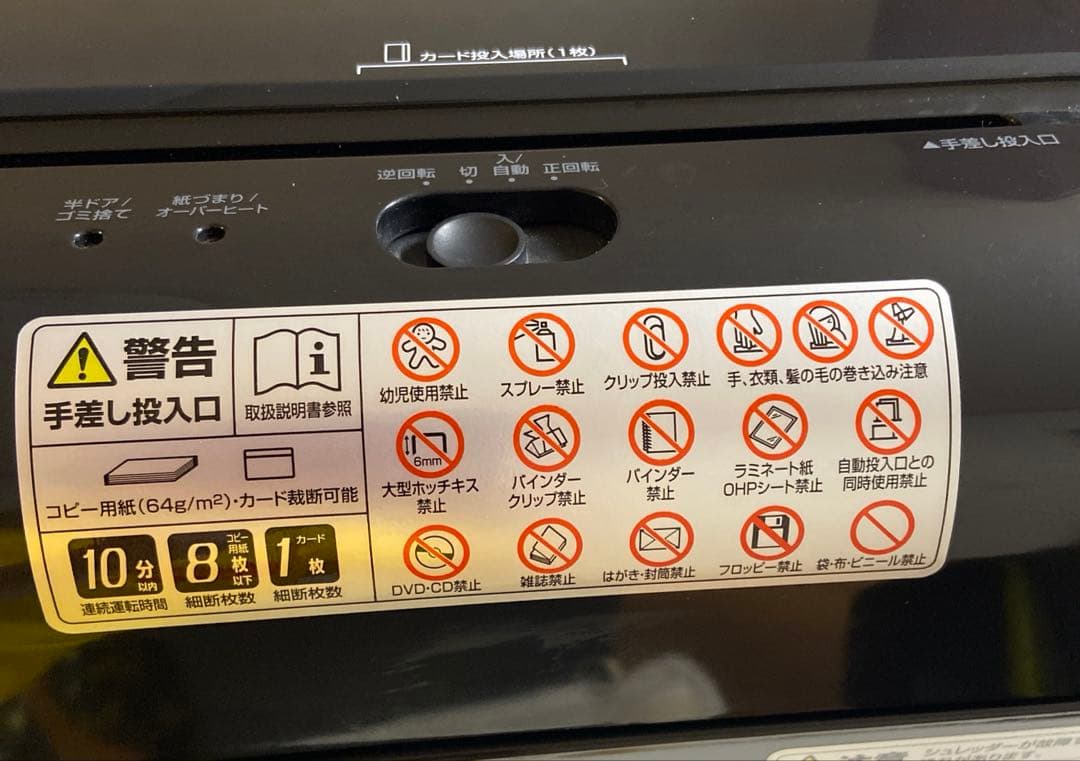 カード投入場所(1枚)
▲手差し投入口
逆回転 切 入/自動 正回転
半ドア/
ゴミ捨て
紙づまり/
オーバーヒート
警告
手差し投入口
取扱説明書参照
コピー用紙(64g/m²)・カード裁断可能
10分以内
連続運転時間
コピー用紙 8枚以下
細断枚数
カード 1枚
細断枚数
幼児使用禁止
スプレー禁止
クリップ投入禁止
手、衣類、髪の毛の巻き込み注意
6mm
大型ホッチキス
禁止
バインダー
クリップ禁止
バインダー
禁止
ラミネート紙
OHPシート禁止
自動投入口との
同時使用禁止
DVD・CD禁止
雑誌禁止
はがき・封筒禁止
フロッピー禁止
袋・布・ビニール禁止
注意
シュレッダーが故障